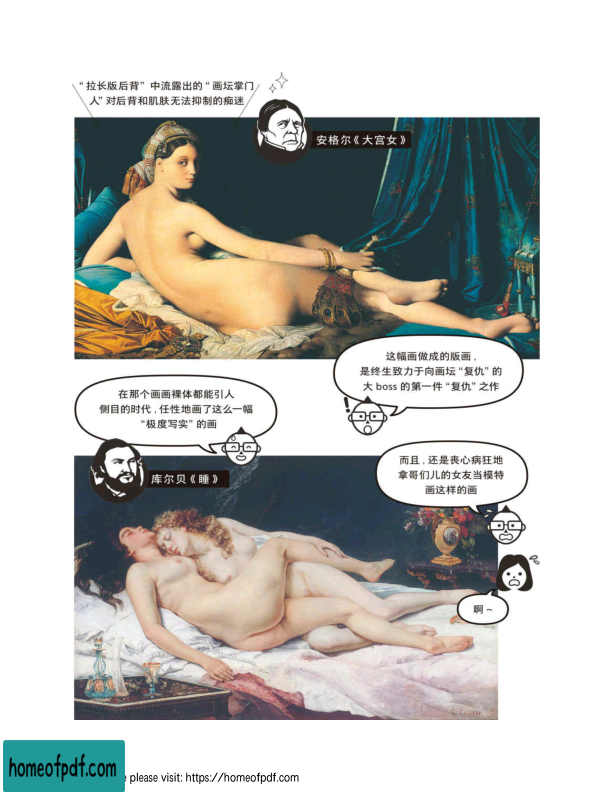 “拉长版后背”中流露出的“画坛掌门
人”对后背和肌肤无法抑制的痴迷
安格尔《大宫女》
这幅画做成的版画，
是终生致力于向画坛“复仇”的
大 boss 的第一件“复仇”之作
在那个画画裸体都能引人
侧目的时代，任性地画了这么一幅
“极度写实”的画
库尔贝《睡》
而且，还是丧心病狂地
拿哥们儿的女友当模特
画这样的画
啊~
homeofpdf.com
e please visit: https://homeofpdf.com